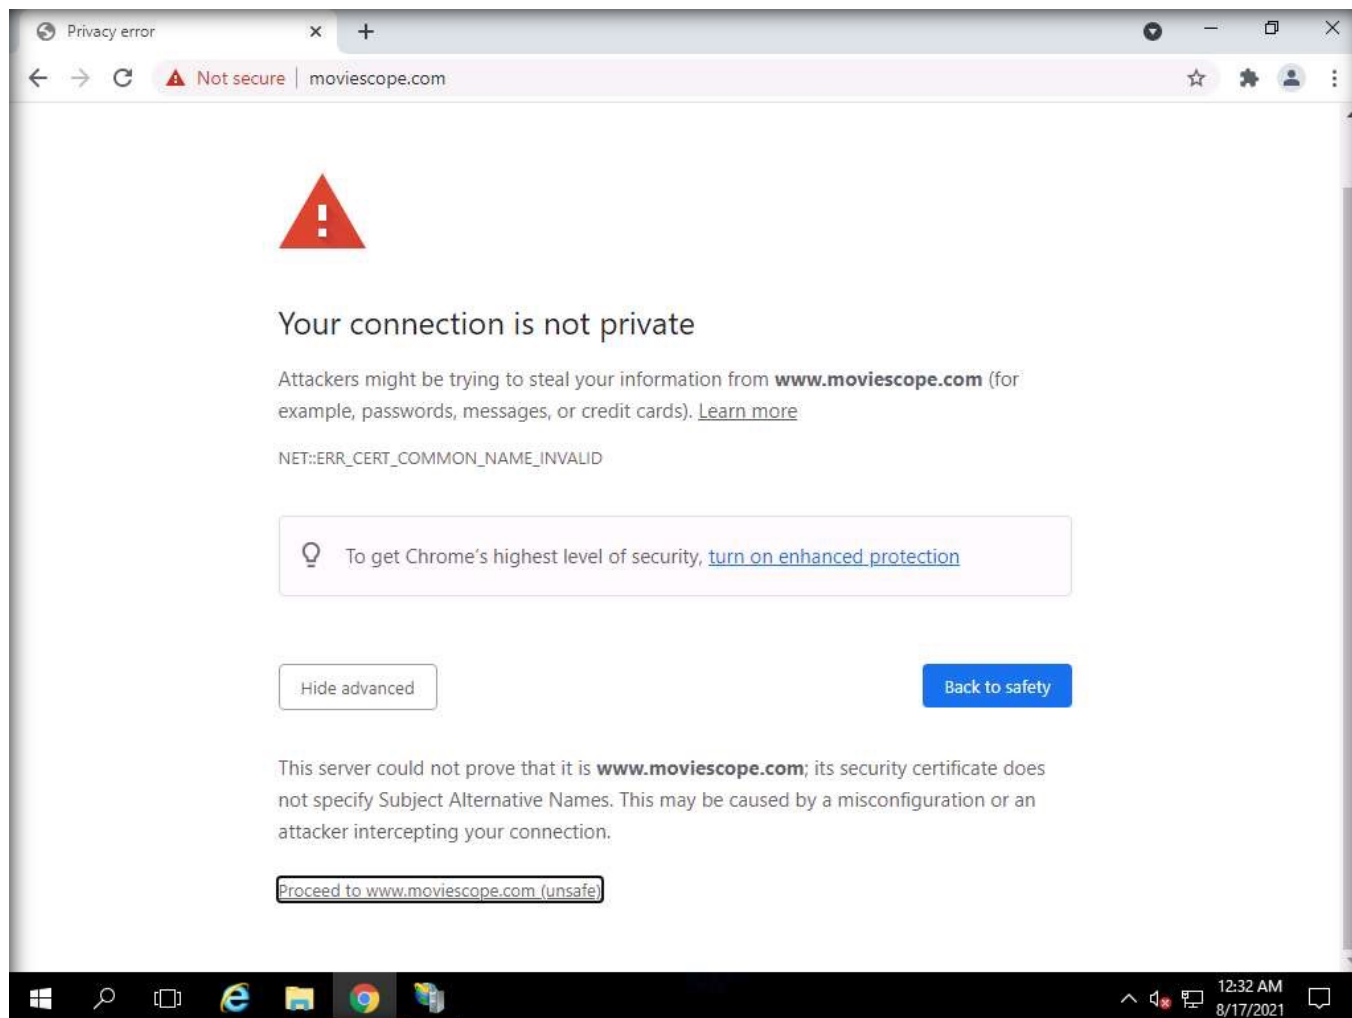 Privacy error
Not secure moviescope.com
Your connection is not private
Attackers might be trying to steal your information from www.moviescope.com (for
example, passwords, messages, or credit cards). Learn more
NET::ERR_CERT_COMMON_NAME_INVALID
To get Chrome's highest level of security, turn on enhanced protection
Hide advanced
Back to safety
This server could not prove that it is www.moviescope.com; its security certificate does
not specify Subject Alternative Names. This may be caused by a misconfiguration or an
attacker intercepting your connection.
Proceed to www.moviescope.com (unsafe)
12:32 AM
8/17/2021